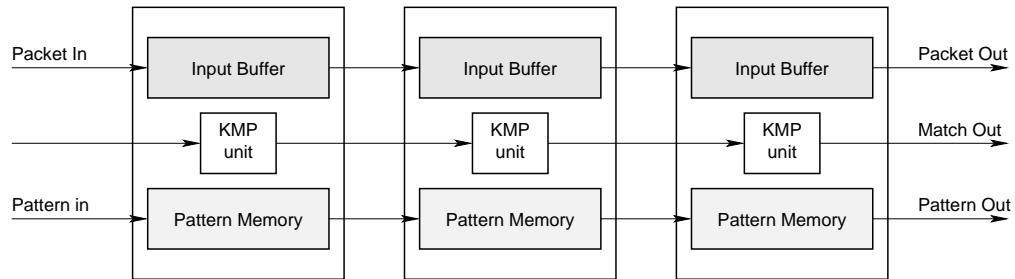 Packet In
Input Buffer
Input Buffer
Input Buffer
Packet Out
KMP
unit
KMP
unit
KMP
unit
Match Out
Pattern in
Pattern Memory
Pattern Memory
Pattern Memory
Pattern Out